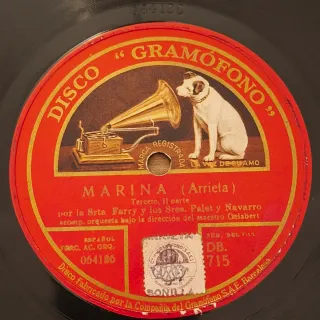 DISCO "GRAMÓFONO"
MARCA REGISTRADA
LA VOZ DE SU AMO
MARINA (Arrieta)
Terceto, II parte
por la Srta. Farry y los Sres. Palet y Navarro
acomp. orquesta bajo la dirección del maestro Gelabert
ESPAÑOL
TERC. AC. ORQ.
064186
DB.
715
Disco Fabricado por la Compañía del Gramófono S.A.E. Barcelona